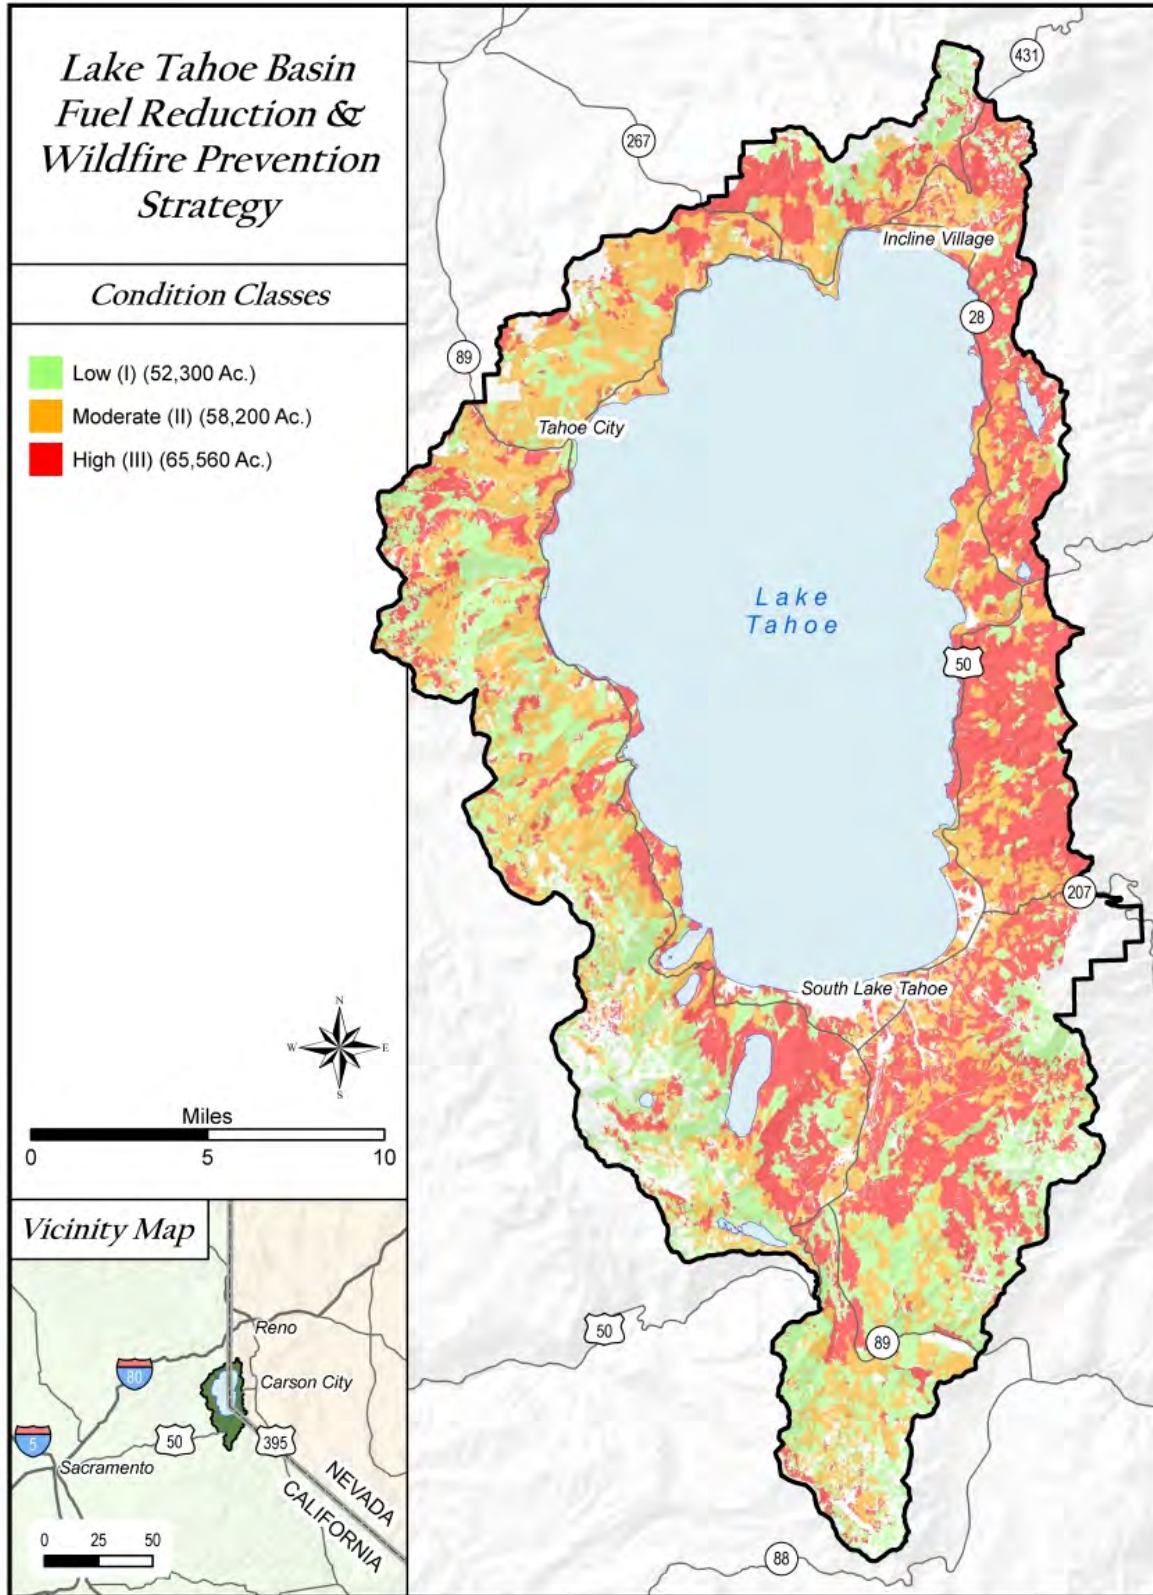 Lake Tahoe Basin
Fuel Reduction &
Wildfire Prevention
Strategy
Condition Classes
Low (I) (52,300 Ac.)
Moderate (II) (58,200 Ac.)
High (III) (65,560 Ac.)
N
W E
S
Miles
0 5 10
Vicinity Map
Reno
80
Carson City
50
395
5
Sacramento
NEVADA
CALIFORNIA
0 25 50
431
267
Incline Village
28
89
Tahoe City
Lake
Tahoe
50
207
South Lake Tahoe
50
89
88